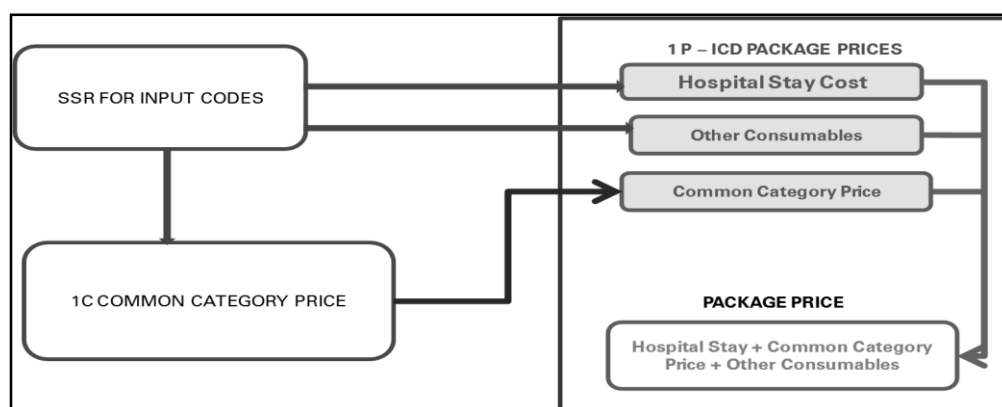 SSR FOR INPUT CODES
1C COMMON CATEGORY PRICE
1 P – ICD PACKAGE PRICES
Hospital Stay Cost
Other Consumables
Common Category Price
PACKAGE PRICE
Hospital Stay + Common Category
Price + Other Consumables